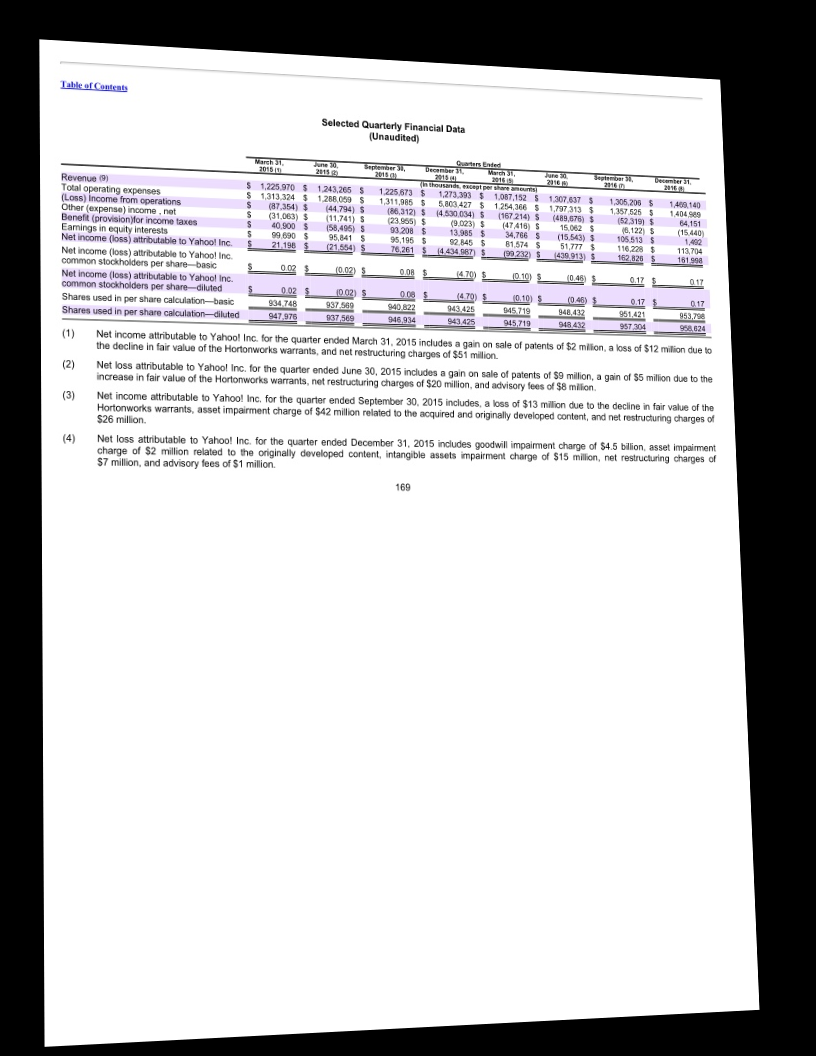 Table of Contents
Selected Quarterly Financial Data
(Unaudited)
Quarters Ended
March 31, 2015 (1) June 30, 2015 (2) September 30, 2015 (3) December 31, 2015 (4) March 31, 2016 (5) June 30, 2016 (6) September 30, 2016 (7) December 31, 2016 (8)
(In thousands, except per share amounts)
Revenue (9) $ 1,225,970 $ 1,243,265 $ 1,225,673 $ 1,273,393 $ 1,087,152 $ 1,307,637 $ 1,305,206 $ 1,469,140
Total operating expenses $ 1,313,324 $ 1,288,059 $ 1,311,985 $ 5,803,427 $ 1,254,366 $ 1,797,313 $ 1,357,525 $ 1,404,989
(Loss) Income from operations $ (87,354) $ (44,794) $ (86,312) $ (4,530,034) $ (167,214) $ (489,676) $ (52,319) $ 64,151
Other (expense) income , net $ (31,063) $ (11,741) $ (23,955) $ (9,023) $ (47,416) $ 15,062 $ (6,122) $ (15,440)
Benefit (provision)for income taxes $ 40,900 $ (58,495) $ 93,208 $ 13,985 $ 34,766 $ (15,543) $ 105,513 $ 1,492
Earnings in equity interests $ 99,690 $ 95,841 $ 95,195 $ 92,845 $ 81,574 $ 51,777 $ 116,228 $ 113,704
Net income (loss) attributable to Yahoo! Inc. $ 21,198 $ (21,554) $ 76,261 $ (4,434,987) $ (99,232) $ (439,913) $ 162,826 $ 161,998
Net income (loss) attributable to Yahoo! Inc.
common stockholders per share—basic $ 0.02 $ (0.02) $ 0.08 $ (4.70) $ (0.10) $ (0.46) $ 0.17 $ 0.17
Net income (loss) attributable to Yahoo! Inc.
common stockholders per share—diluted $ 0.02 $ (0.02) $ 0.08 $ (4.70) $ (0.10) $ (0.46) $ 0.17 $ 0.17
Shares used in per share calculation—basic 934,748 937,569 940,822 943,425 945,719 948,432 951,421 953,798
Shares used in per share calculation—diluted 947,976 937,569 946,934 943,425 945,719 948,432 957,304 958,624
(1) Net income attributable to Yahoo! Inc. for the quarter ended March 31, 2015 includes a gain on sale of patents of $2 million, a loss of $12 million due to
the decline in fair value of the Hortonworks warrants, and net restructuring charges of $51 million.
(2) Net loss attributable to Yahoo! Inc. for the quarter ended June 30, 2015 includes a gain on sale of patents of $9 million, a gain of $5 million due to the
increase in fair value of the Hortonworks warrants, net restructuring charges of $20 million, and advisory fees of $8 million.
(3) Net income attributable to Yahoo! Inc. for the quarter ended September 30, 2015 includes, a loss of $13 million due to the decline in fair value of the
Hortonworks warrants, asset impairment charge of $42 million related to the acquired and originally developed content, and net restructuring charges of
$26 million.
(4) Net loss attributable to Yahoo! Inc. for the quarter ended December 31, 2015 includes goodwill impairment charge of $4.5 billion, asset impairment
charge of $2 million related to the originally developed content, intangible assets impairment charge of $15 million, net restructuring charges of
$7 million, and advisory fees of $1 million.
169